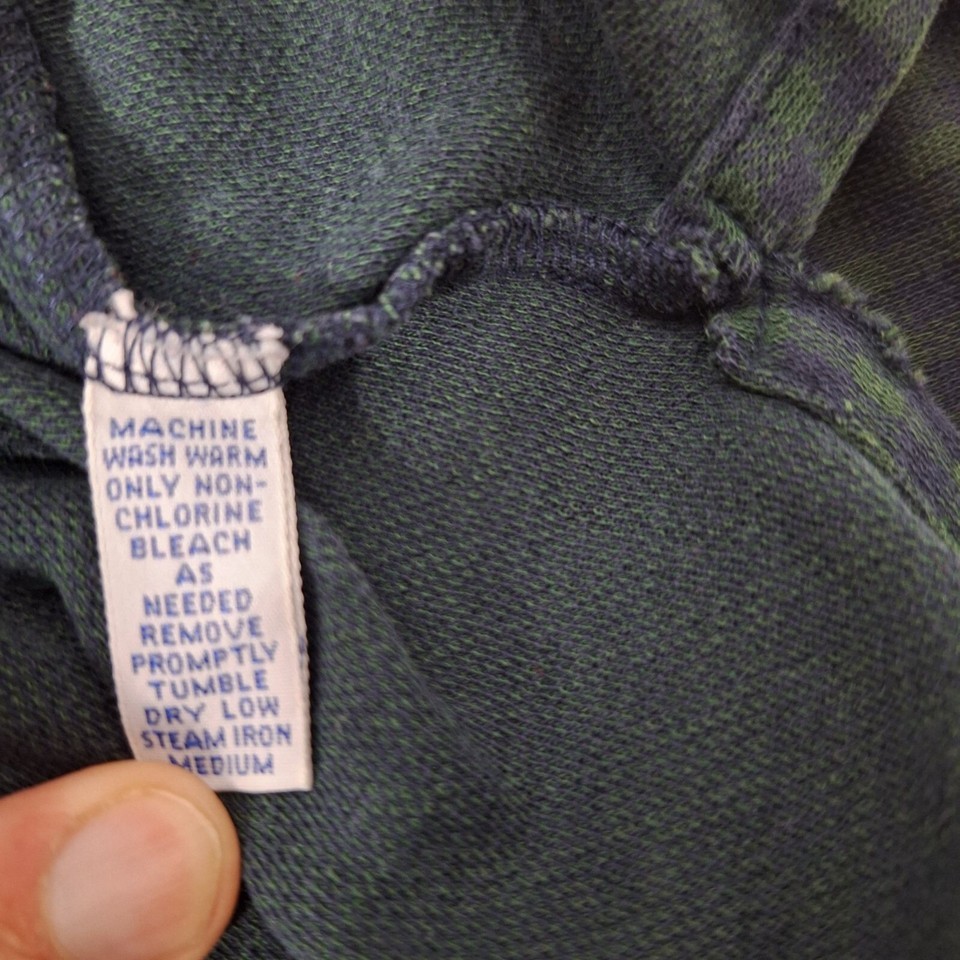 MACHINE
WASH WARM
ONLY NON-
CHLORINE
BLEACH
AS
NEEDED
REMOVE
PROMPTLY
TUMBLE
DRY LOW
STEAM IRON
MEDIUM